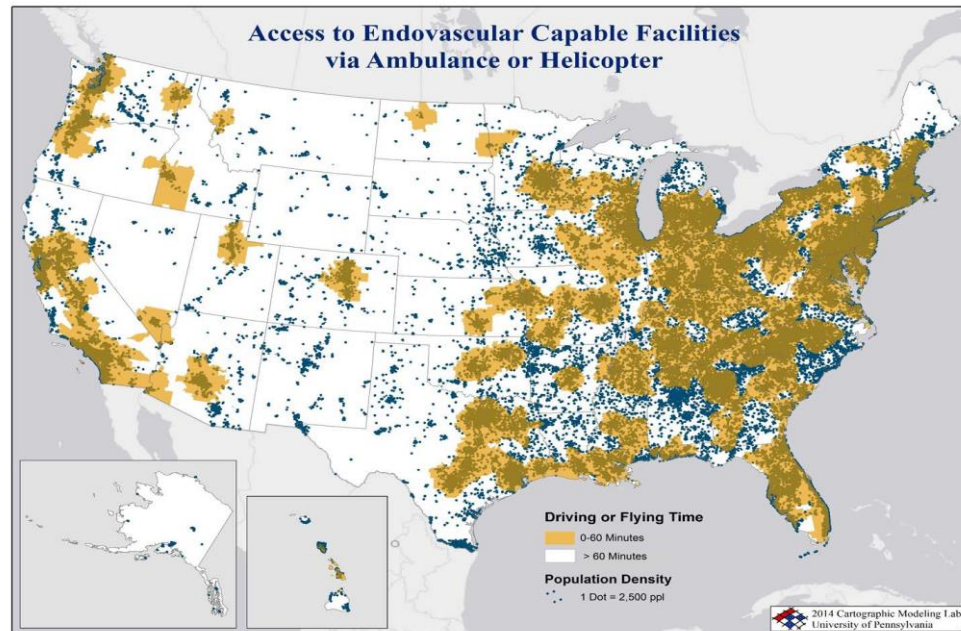 Access to Endovascular Capable Facilities
via Ambulance or Helicopter
Driving or Flying Time
0-60 Minutes
> 60 Minutes
Population Density
1 Dot = 2,500 ppl
2014 Cartographic Modeling Lab
University of Pennsylvania